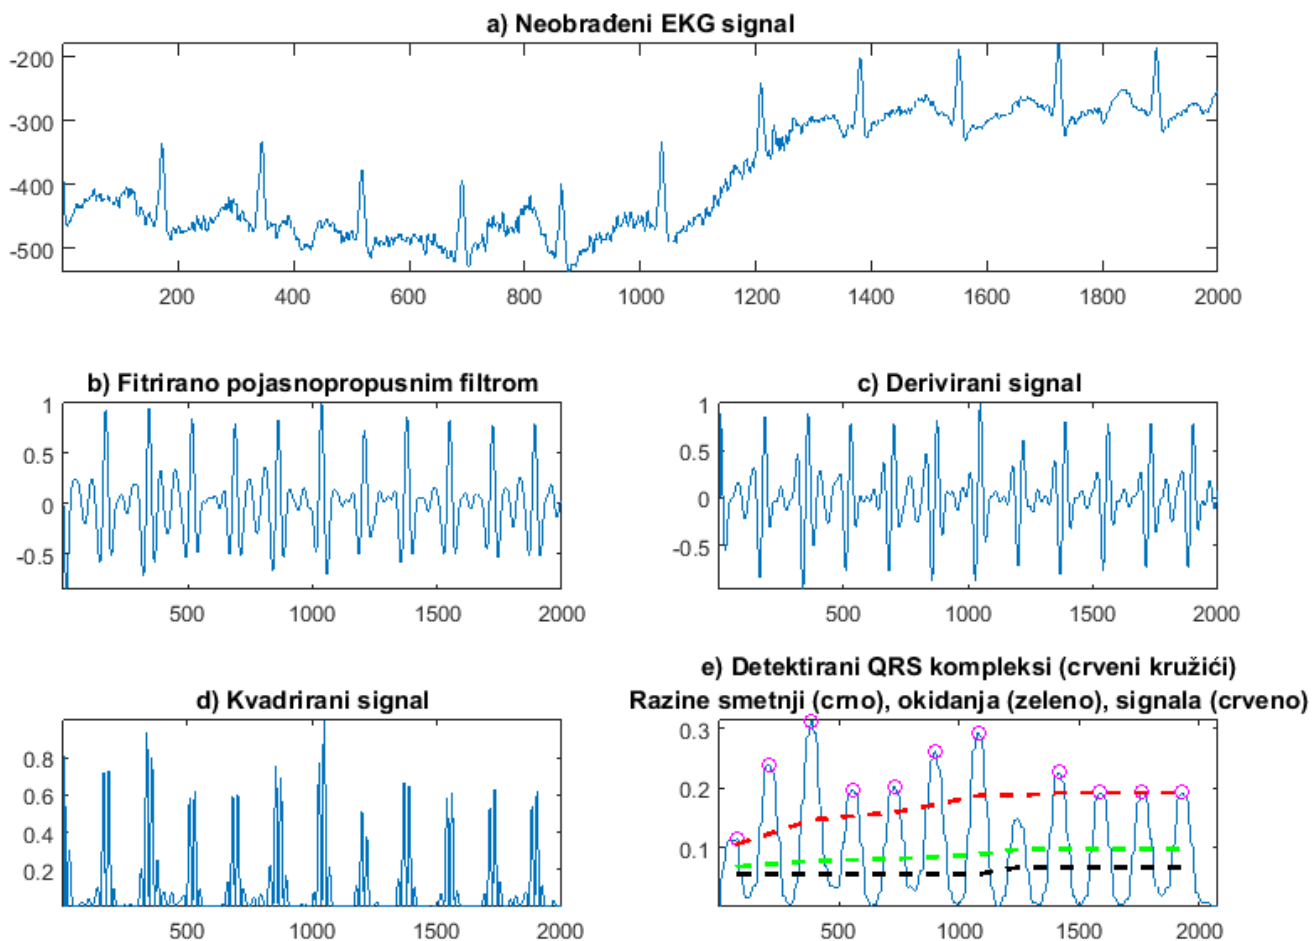 a) Neobrađeni EKG signal
-200
-300
-400
-500
200 400 600 800 1000 1200 1400 1600 1800 2000
b) Fitrirano pojasnopropusnim filtrom
1
0.5
0
-0.5
500 1000 1500 2000
c) Derivirani signal
1
0.5
0
-0.5
500 1000 1500 2000
d) Kvadrirani signal
0.8
0.6
0.4
0.2
500 1000 1500 2000
e) Detektirani QRS kompleksi (crveni kružići)
Razine smetnji (crno), okidanja (zeleno), signala (crveno)
0.3
0.2
0.1
500 1000 1500 2000